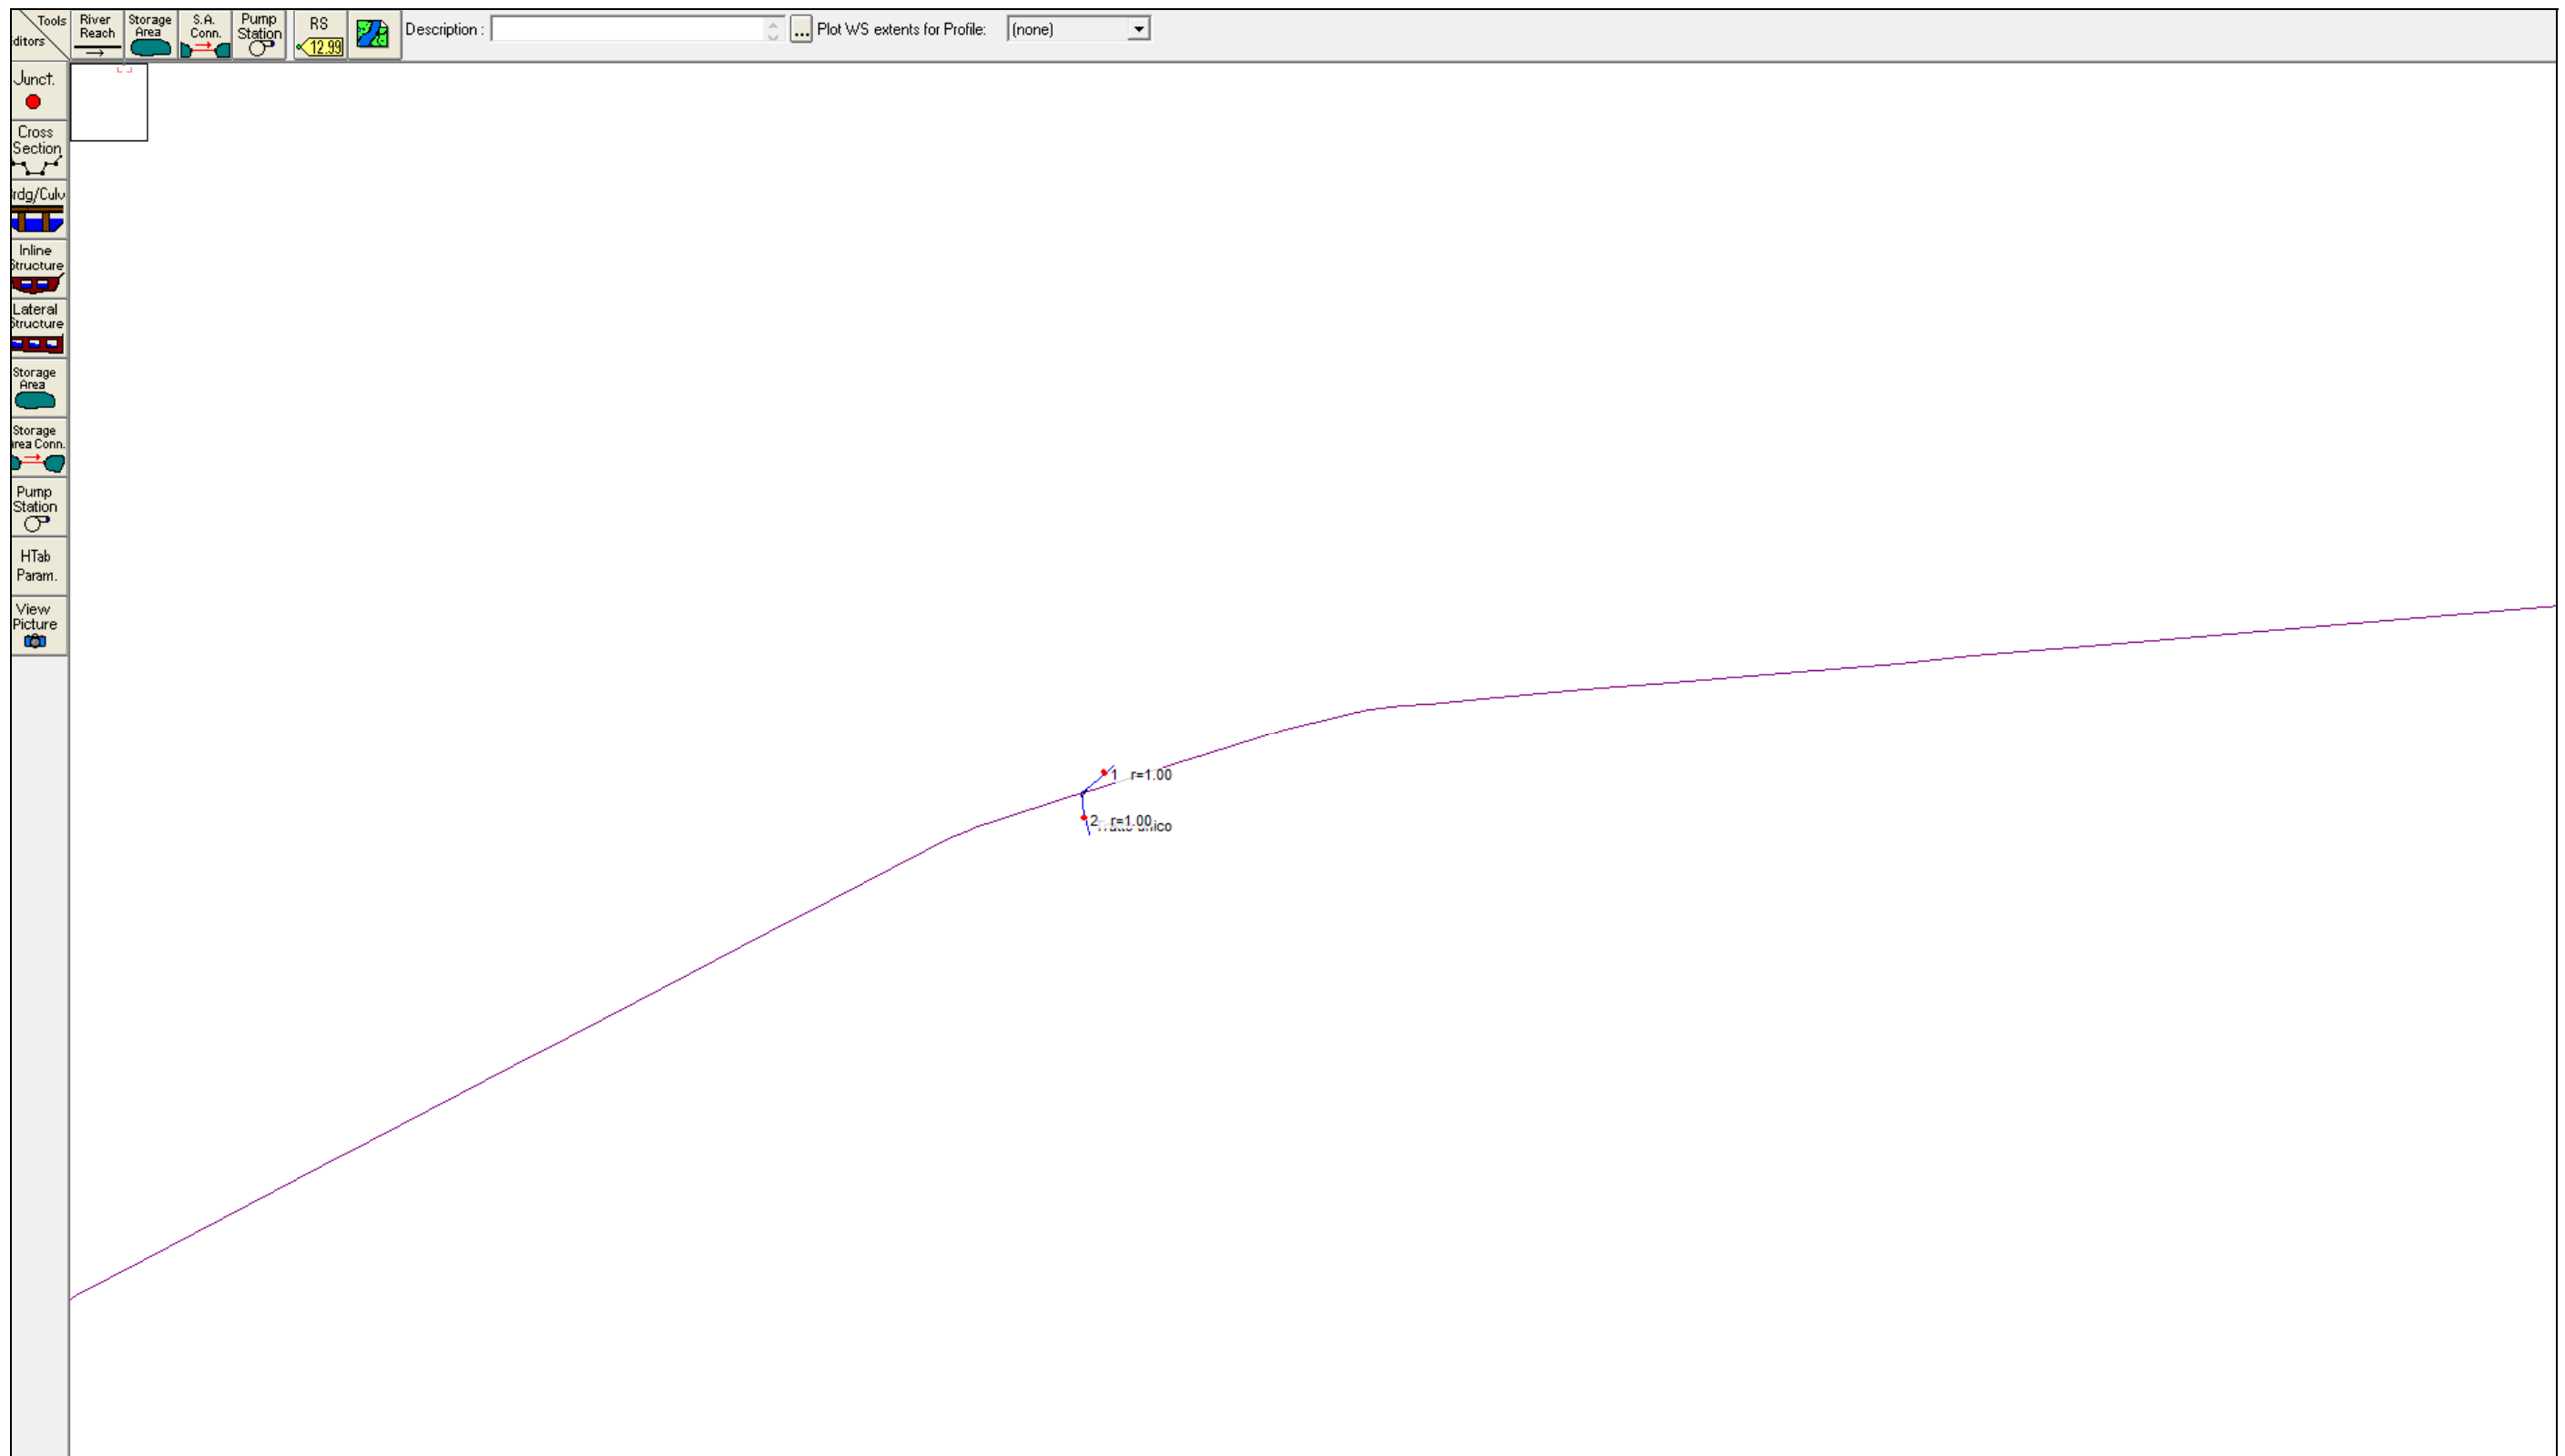 Tools
ditors
River
Reach
Storage
Area
S.A.
Conn.
Pump
Station
RS
12.99
Description :
... Plot WS extents for Profile:
(none)
Junct.
Cross
Section
rdg/Culv
Inline
Structure
Lateral
Structure
Storage
Area
Storage
rea Conn.
Pump
Station
HTab
Param.
View
Picture
1 r=1.00
2 r=1.00